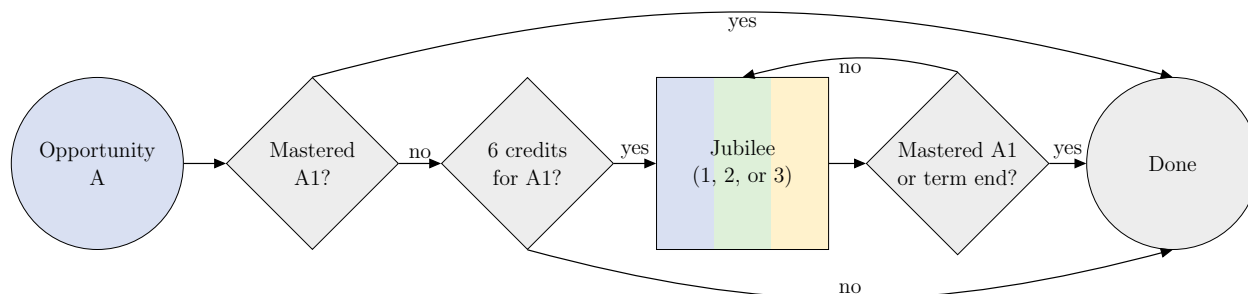 yes
no
Opportunity
A
Mastered
A1?
no
6 credits
for A1?
yes
Jubilee
(1, 2, or 3)
Mastered A1
or term end?
yes
Done
no